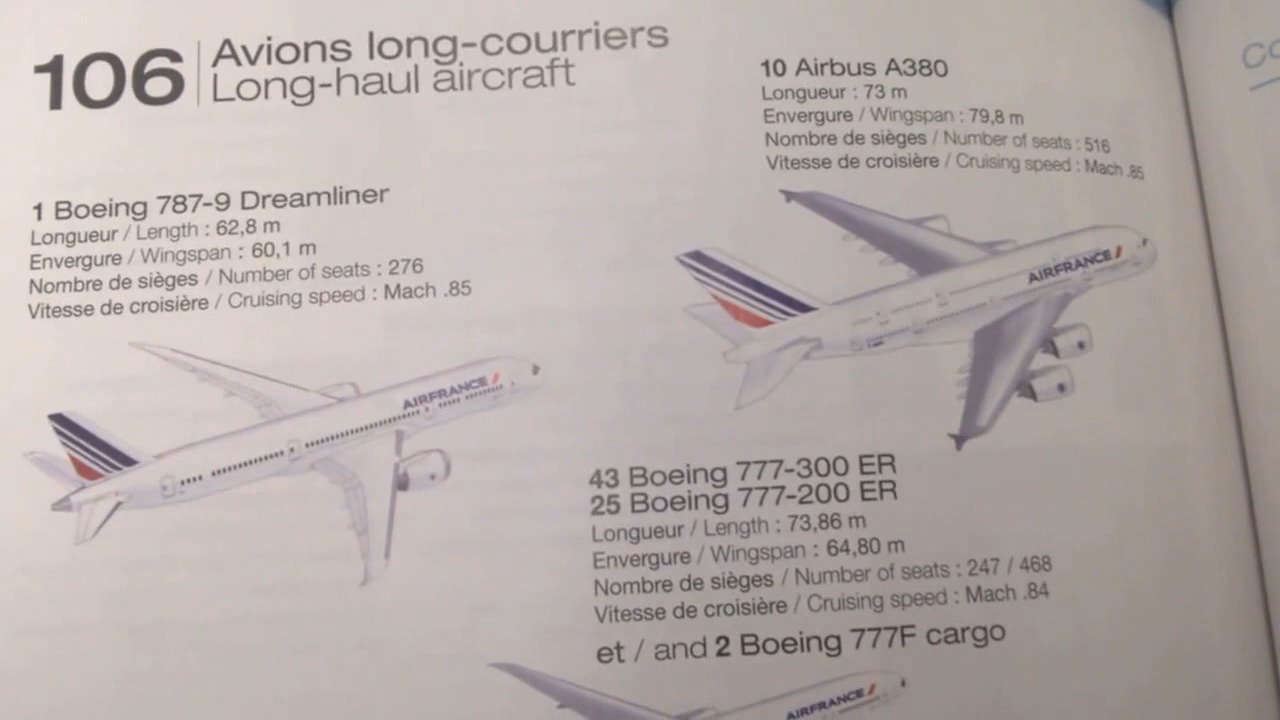 106
Avions long-courriers
Long-haul aircraft
1 Boeing 787-9 Dreamliner
Longueur / Length : 62,8 m
Envergure / Wingspan : 60,1 m
Nombre de sièges / Number of seats : 276
Vitesse de croisière / Cruising speed : Mach .85
AIRFRANCE
10 Airbus A380
Longueur : 73 m
Envergure / Wingspan : 79,8 m
Nombre de sièges / Number of seats : 516
Vitesse de croisière / Cruising speed : Mach .85
AIRFRANCE
43 Boeing 777-300 ER
25 Boeing 777-200 ER
Longueur / Length : 73,86 m
Envergure / Wingspan : 64,80 m
Nombre de sièges / Number of seats : 247 / 468
Vitesse de croisière / Cruising speed : Mach .84
et / and 2 Boeing 777F cargo
AIRFRANCE